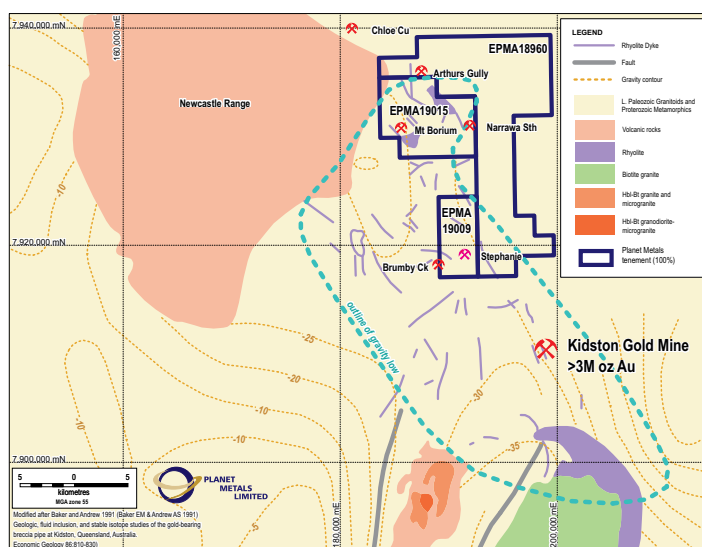 7,940,000 mN
160,000 mE
Chloe Cu
EPMA18960
Arthurs Gully
Newcastle Range
EPMA19015
Mt Borium
Narrawa Sth
-10
7,920,000 mN
EPMA
19009
Stephanie
Brumby Ck
outline of gravity low
-25
-20
-10
-10
-10
-5
-30
-35
Kidston Gold Mine
>3M oz Au
7,900,000 mN
180,000 mE
200,000 mE
LEGEND
Rhyolite Dyke
Fault
Gravity contour
L. Paleozoic Granitoids and
Proterozoic Metamorphics
Volcanic rocks
Rhyolite
Biotite granite
Hbl-Bt granite and
microgranite
Hbl-Bt granodiorite-
microgranite
Planet Metals
tenement (100%)
5 0 5
kilometres
MGA zone 55
PLANET
METALS
LIMITED
Modified after Baker and Andrew 1991 (Baker EM & Andrew AS 1991)
Geologic, fluid inclusion, and stable isotope studies of the gold-bearing
breccia pipe at Kidston, Queensland, Australia.
Economic Geology 86:810-830)